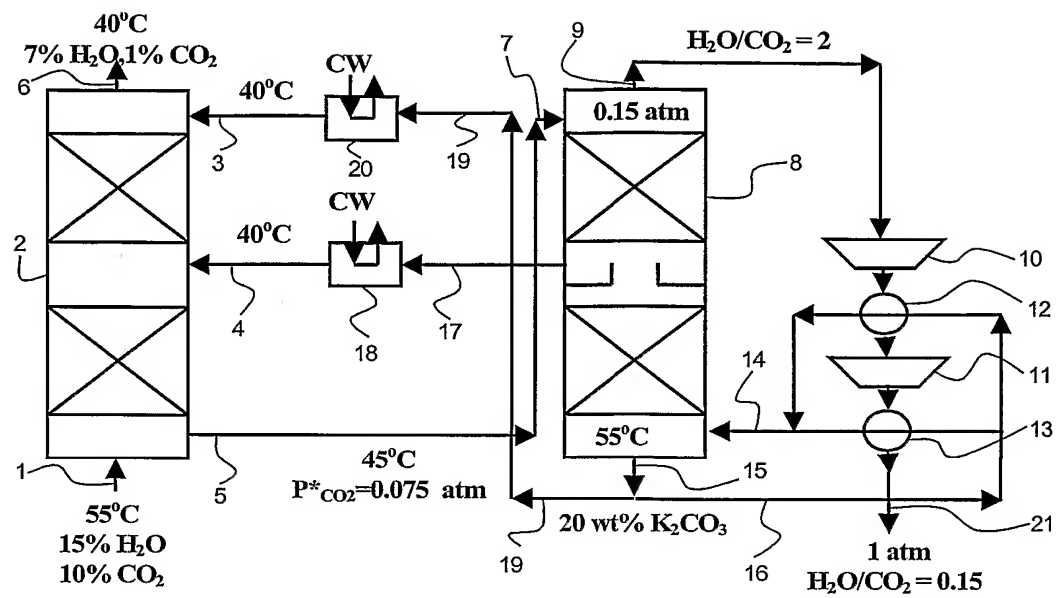 40°C
7% H₂O,1% CO₂
6
CW
40°C
3
20
19
7
9
H₂O/CO₂ = 2
0.15 atm
8
2
CW
40°C
4
18
17
10
12
11
14
13
55°C
1
5
45°C
P*CO2=0.075 atm
15
55°C
15% H₂O
10% CO₂
19
20 wt% K₂CO₃
16
21
1 atm
H₂O/CO₂ = 0.15